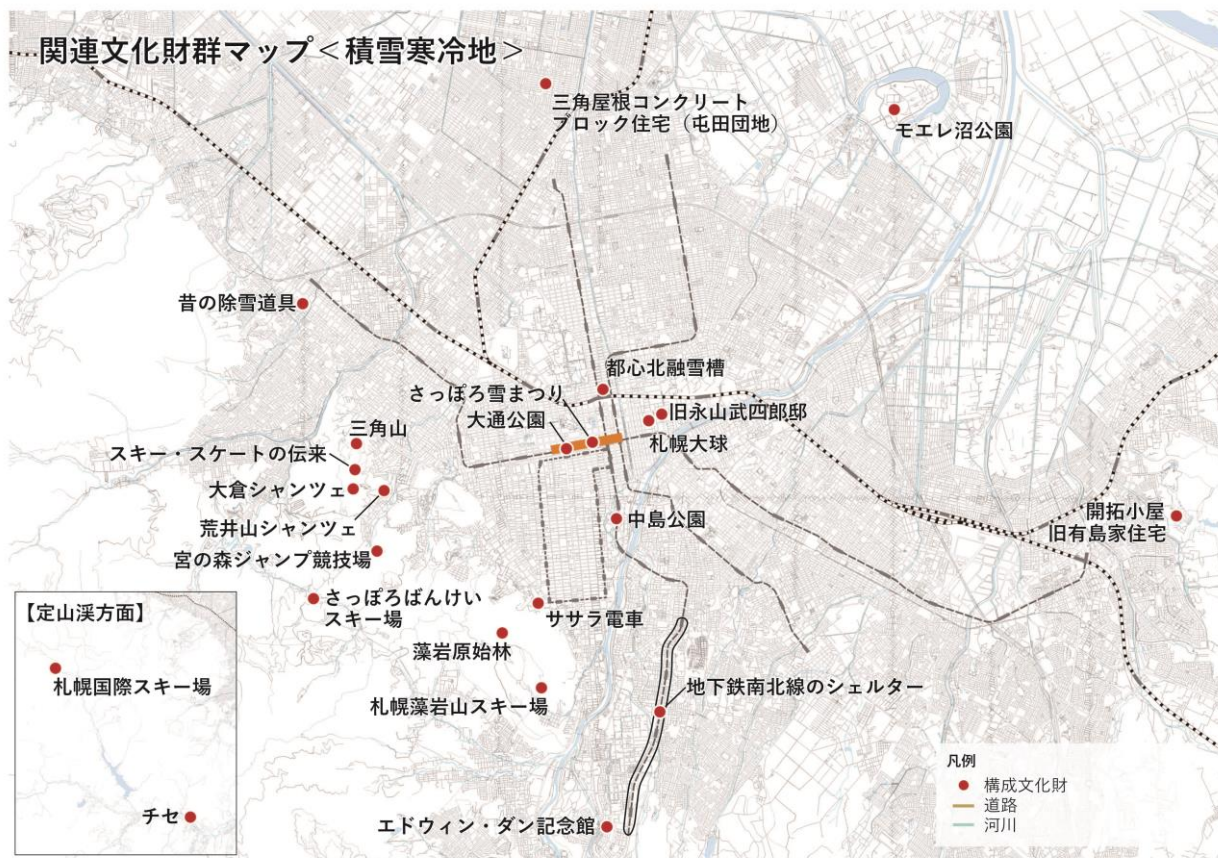 関連文化財群マップ＜積雪寒冷地＞
三角屋根コンクリート
ブロック住宅（屯田団地）
モエレ沼公園
昔の除雪道具
都心北融雪槽
さっぽろ雪まつり
大通公園
旧永山武四郎邸
札幌大球
三角山
スキー・スケートの伝来
大倉シャンツェ
荒井山シャンツェ
宮の森ジャンプ競技場
中島公園
開拓小屋
旧有島家住宅
さっぽろばんけい
スキー場
ササラ電車
藻岩原始林
札幌藻岩山スキー場
地下鉄南北線のシェルター
エドウィン・ダン記念館
【定山渓方面】
札幌国際スキー場
チセ
凡例
構成文化財
道路
河川